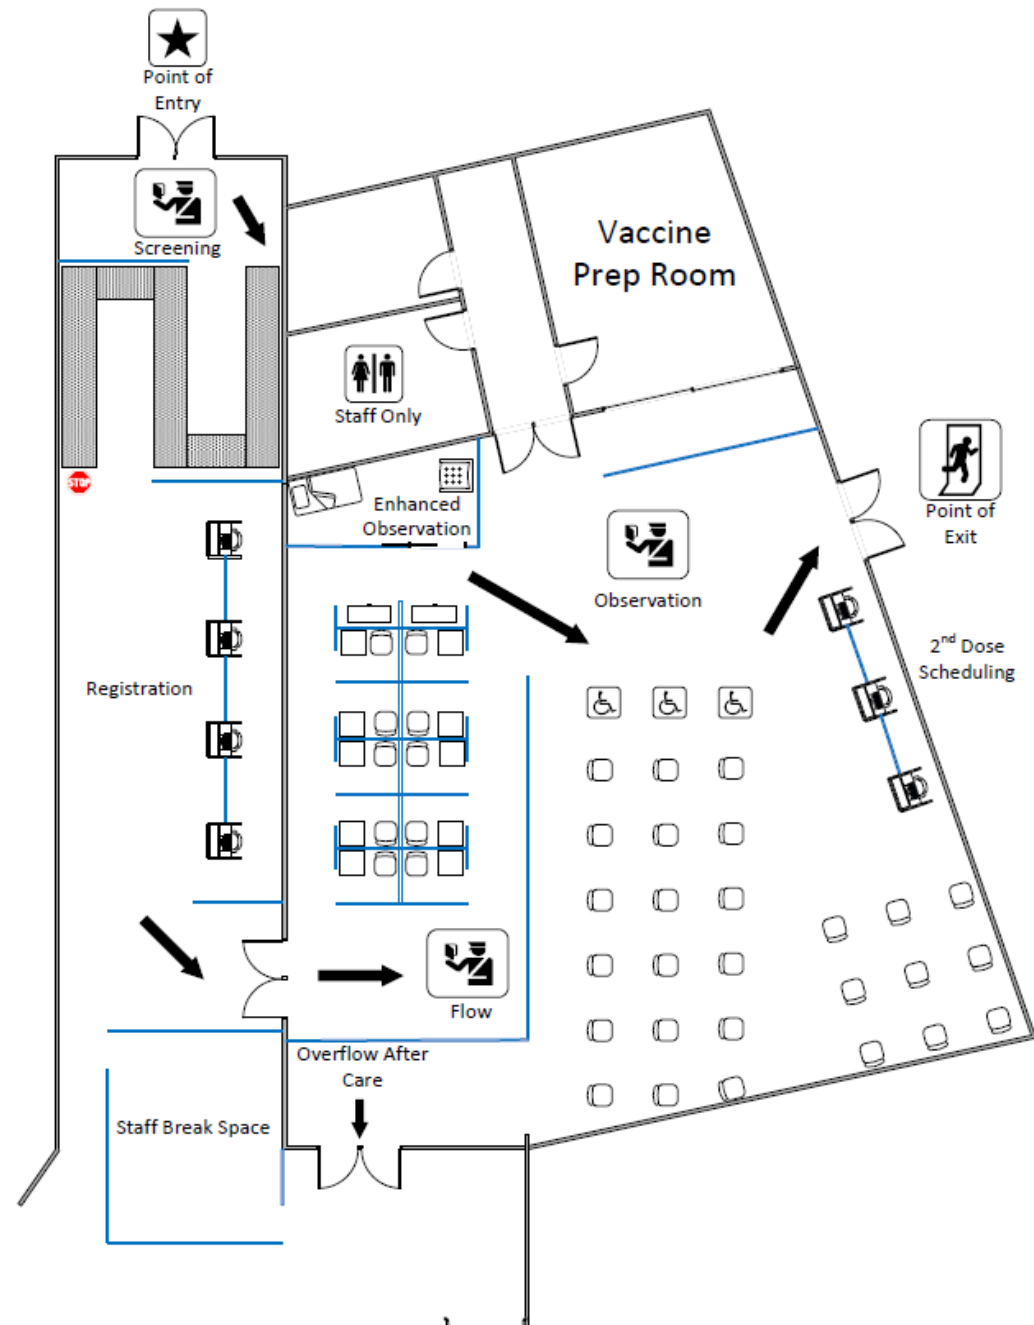 Point of
Entry
Screening
Vaccine
Prep Room
Staff Only
STOP
Enhanced
Observation
Point of
Exit
Observation
2nd Dose
Scheduling
Registration
Flow
Overflow After
Care
Staff Break Space